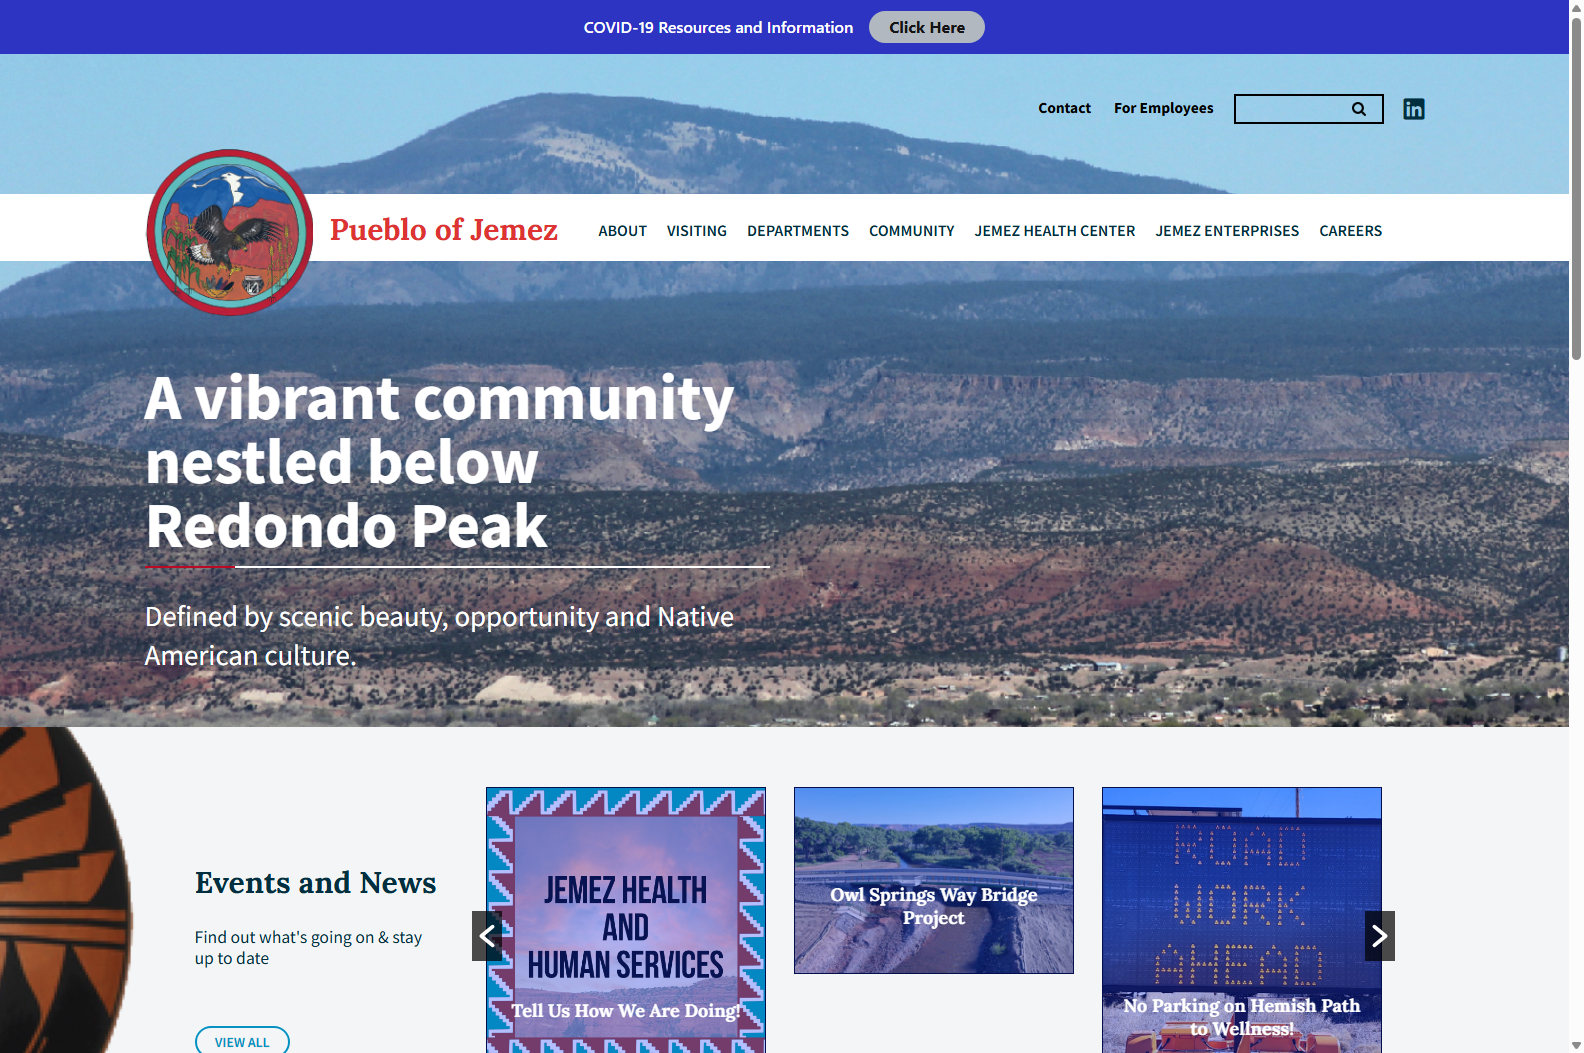 COVID-19 Resources and Information
Click Here
Contact
For Employees
Pueblo of Jemez
ABOUT
VISITING
DEPARTMENTS
COMMUNITY
JEMEZ HEALTH CENTER
JEMEZ ENTERPRISES
CAREERS
A vibrant community
nestled below
Redondo Peak
Defined by scenic beauty, opportunity and Native
American culture.
Events and News
Find out what's going on & stay
up to date
VIEW ALL
JEMEZ HEALTH
AND
HUMAN SERVICES
Tell Us How We Are Doing!
Owl Springs Way Bridge
Project
ROAD
WORK
AHEAD
No Parking on Hemish Path
to Wellness!